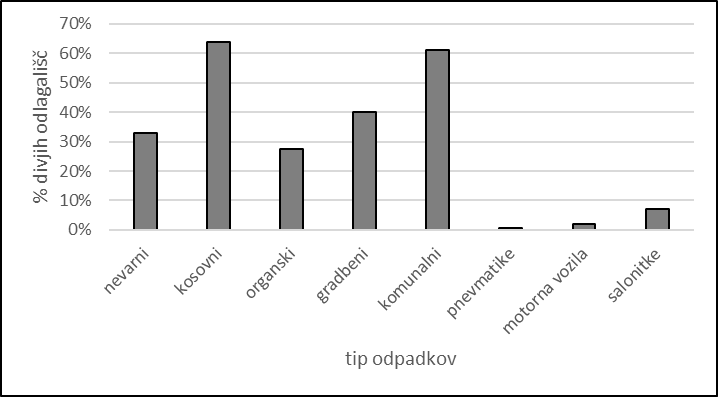 70%
60%
50%
40%
30%
20%
10%
0%
% divjih odlagališč
nevarni
kosovni
organski
gradbeni
komunalni
pnevmatike
motorna vozila
salonitke
tip odpadkov